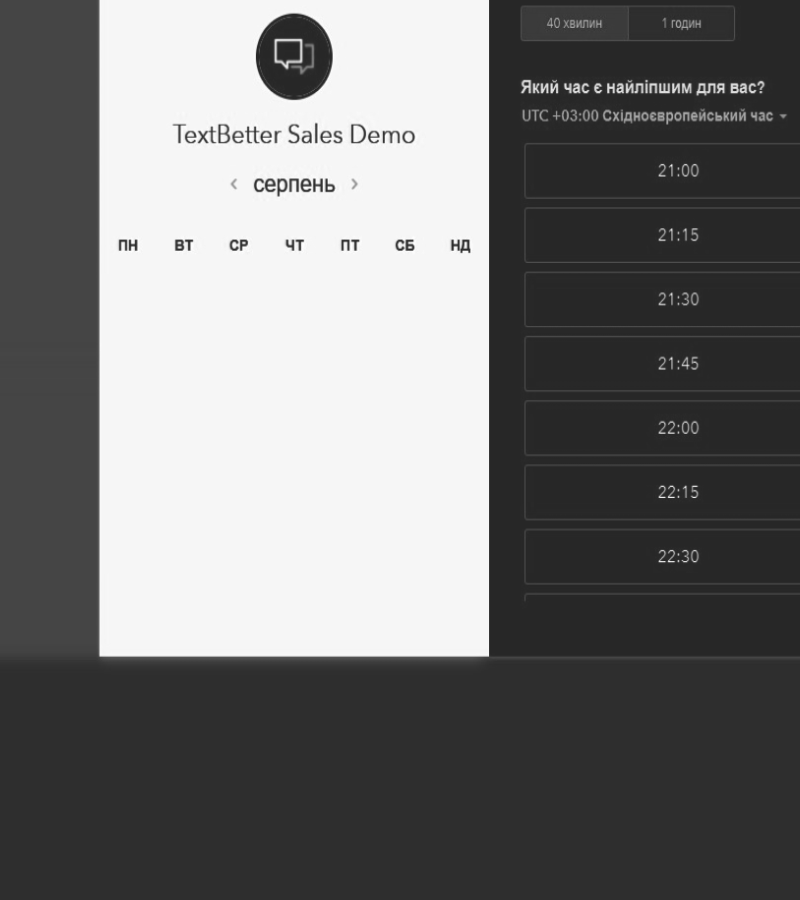 TextBetter Sales Demo
серпень
ПН ВТ СР ЧТ ПТ СБ НД
40 хвилин 1 годин
Який час є найліпшим для вас?
UTC +03:00 Східноєвропейський час
21:00
21:15
21:30
21:45
22:00
22:15
22:30